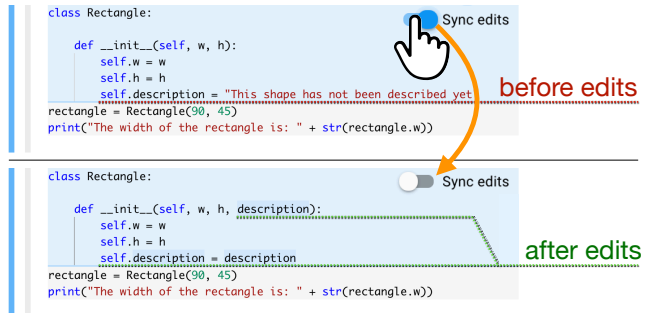 class Rectangle:
Sync edits
def __init__(self, w, h):
self.w = w
self.h = h
self.description = "This shape has not been described yet
before edits
rectangle = Rectangle(90, 45)
print("The width of the rectangle is: " + str(rectangle.w))
class Rectangle:
Sync edits
def __init__(self, w, h, description):
self.w = w
self.h = h
self.description = description
after edits
rectangle = Rectangle(90, 45)
print("The width of the rectangle is: " + str(rectangle.w))